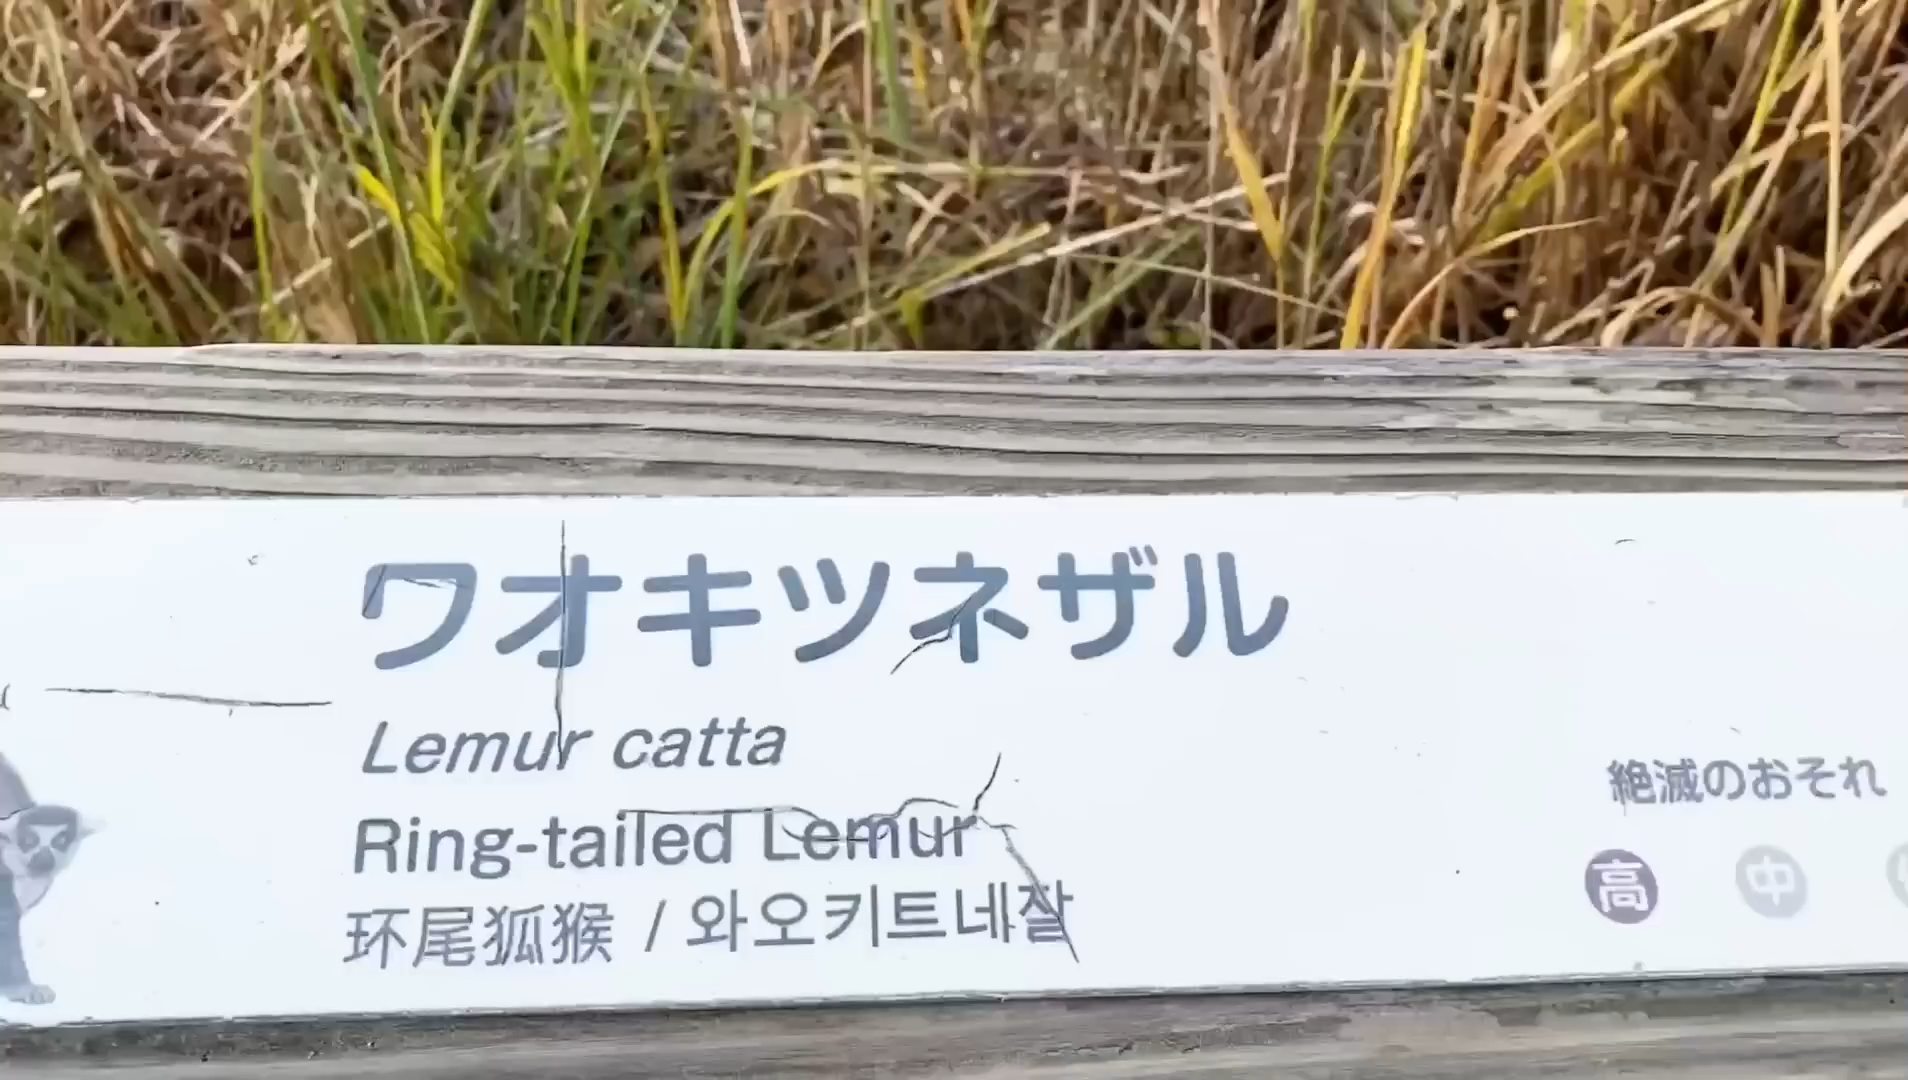 ワオキツネザル
Lemur catta
Ring-tailed Lemur
环尾狐猴 / 와오키트네잘
絶滅のおそれ
高 中